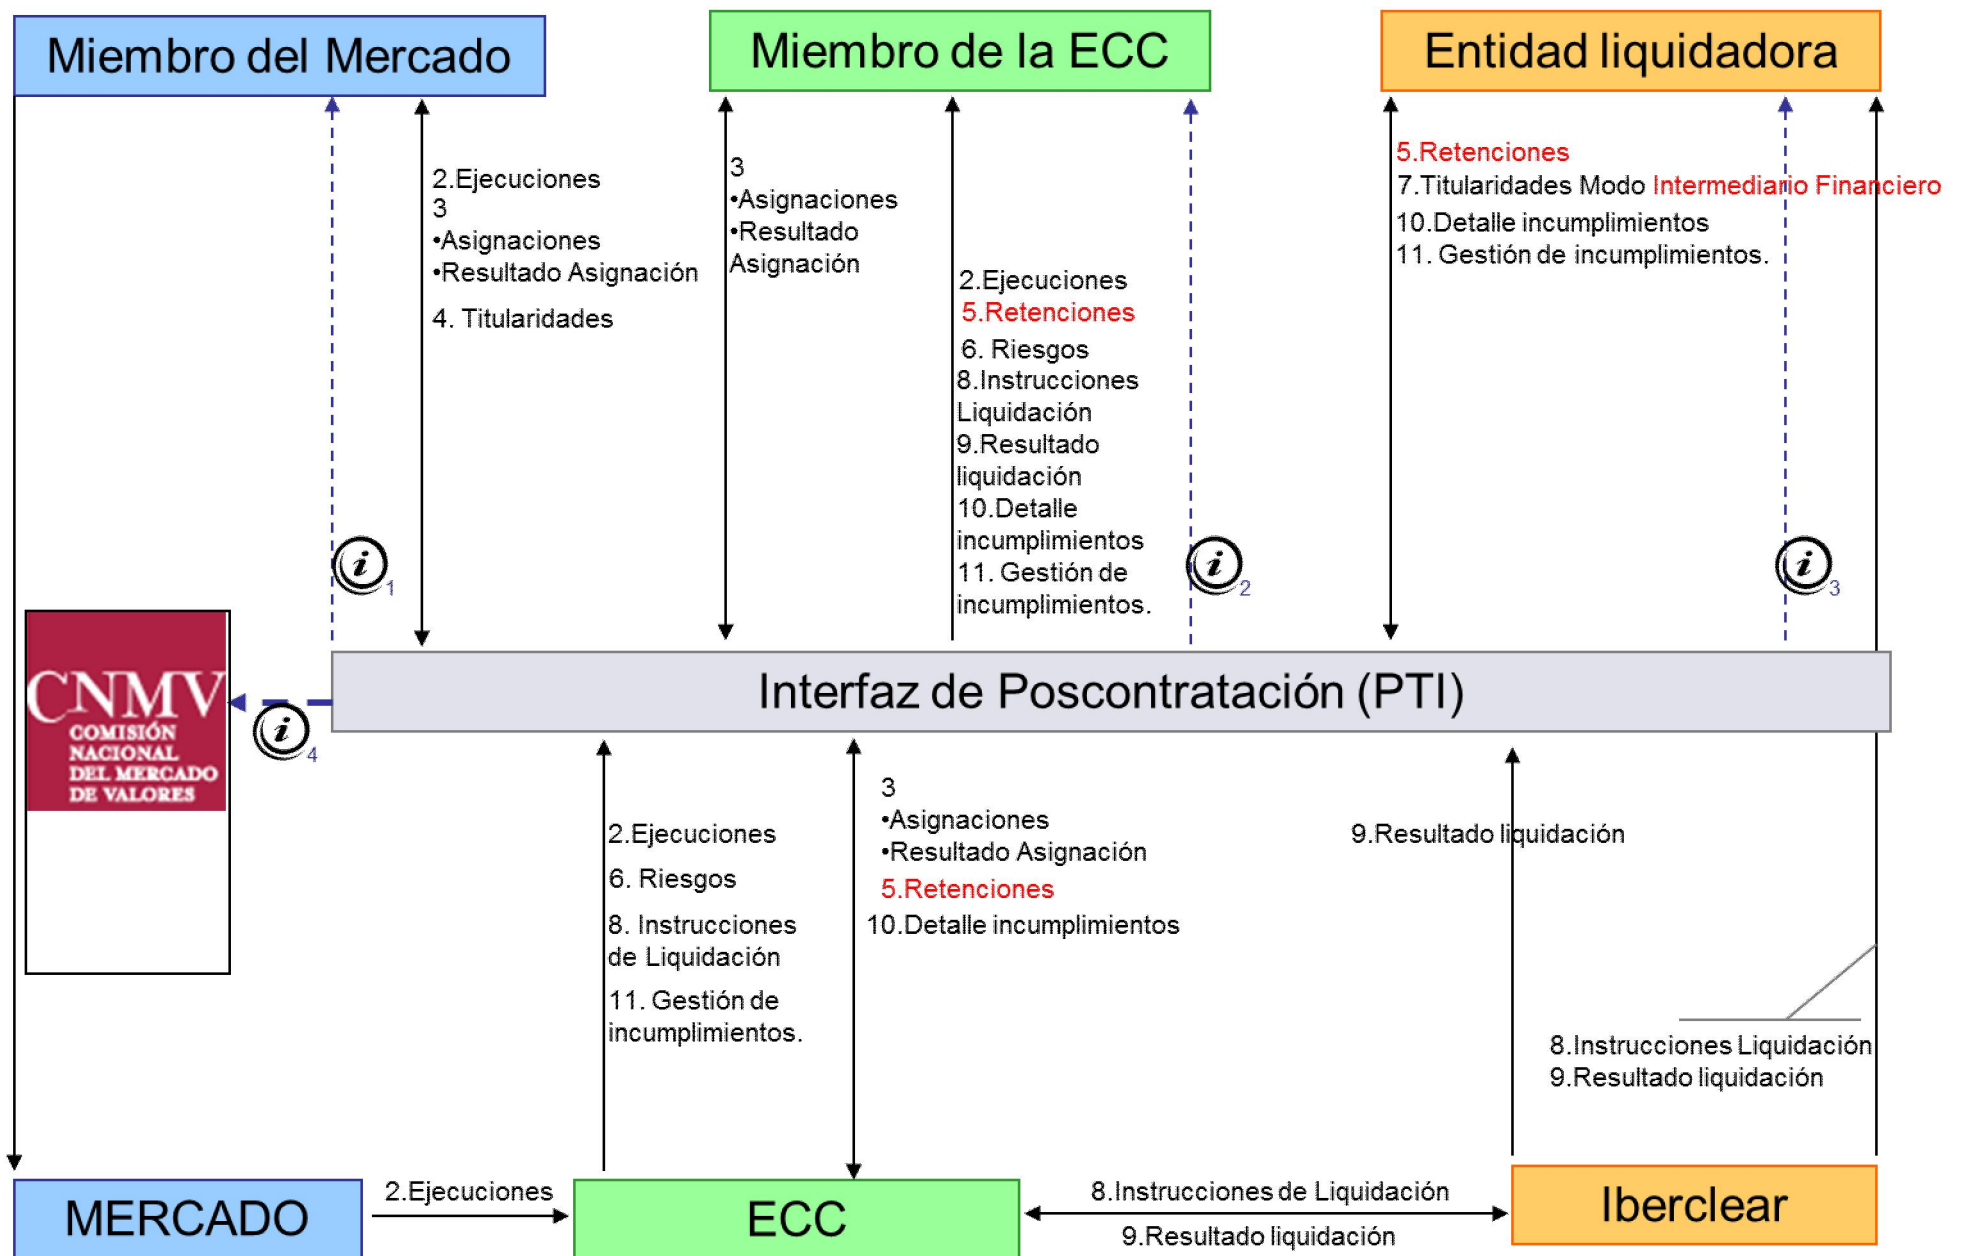 Miembro del Mercado
Miembro de la ECC
Entidad liquidadora
2.Ejecuciones
3
•Asignaciones
•Resultado Asignación
4. Titularidades
3
•Asignaciones
•Resultado
Asignación
2.Ejecuciones
5.Retenciones
6. Riesgos
8.Instrucciones
Liquidación
9.Resultado
liquidación
10.Detalle
incumplimientos
11. Gestión de
incumplimientos.
5.Retenciones
7.Titularidades Modo Intermediario Financiero
10.Detalle incumplimientos
11. Gestión de incumplimientos.
i 1
i 2
i 3
CNMV
COMISIÓN
NACIONAL
DEL MERCADO
DE VALORES
i 4
Interfaz de Poscontratación (PTI)
2.Ejecuciones
6. Riesgos
8. Instrucciones
de Liquidación
11. Gestión de
incumplimientos.
3
•Asignaciones
•Resultado Asignación
5.Retenciones
10.Detalle incumplimientos
9.Resultado liquidación
8.Instrucciones Liquidación
9.Resultado liquidación
MERCADO
2.Ejecuciones
ECC
8.Instrucciones de Liquidación
9.Resultado liquidación
Iberclear